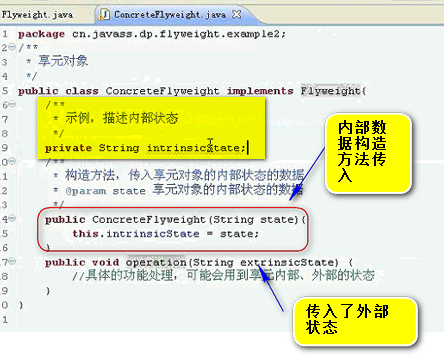 Flyweight.java
ConcreteFlyweight.java
1 package cn.javass.dp.flyweight.example2;
2 /**
3 * 享元对象
4 */
5 public class ConcreteFlyweight implements Flyweight{
6 /**
7 * 示例，描述内部状态
8 */
9 private String intrinsicState;
0 /**
1 * 构造方法，传入享元对象的内部状态的数据
2 * @param state 享元对象的内部状态的数据
3 */
4 public ConcreteFlyweight(String state){
5 this.intrinsicState = state;
6 }
7 public void operation(String extrinsicState) {
8 //具体的功能处理，可能会用到享元内部、外部的状态
9 }
0 }
内部数
据构造
方法传
入
传入了外部
状态